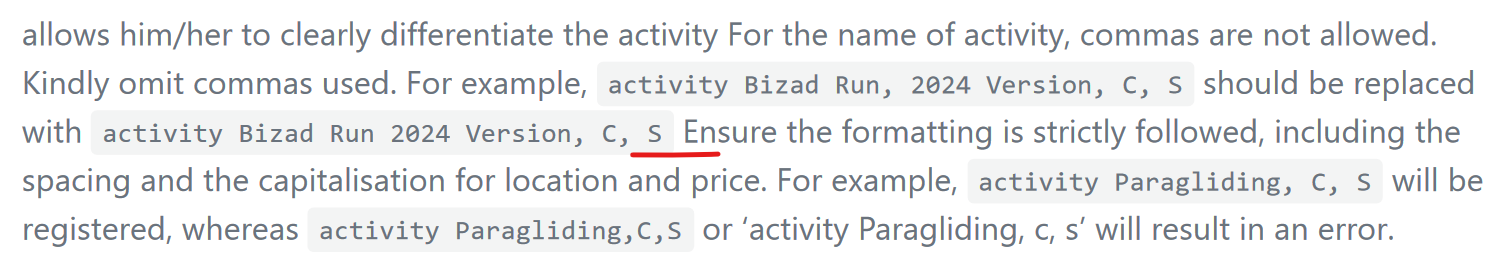 allows him/her to clearly differentiate the activity For the name of activity, commas are not allowed.
Kindly omit commas used. For example, activity Bizad Run, 2024 Version, C, S should be replaced
with activity Bizad Run 2024 Version, C, S Ensure the formatting is strictly followed, including the
spacing and the capitalisation for location and price. For example, activity Paragliding, C, S will be
registered, whereas activity Paragliding,C,S or ‘activity Paragliding, c, s’ will result in an error.